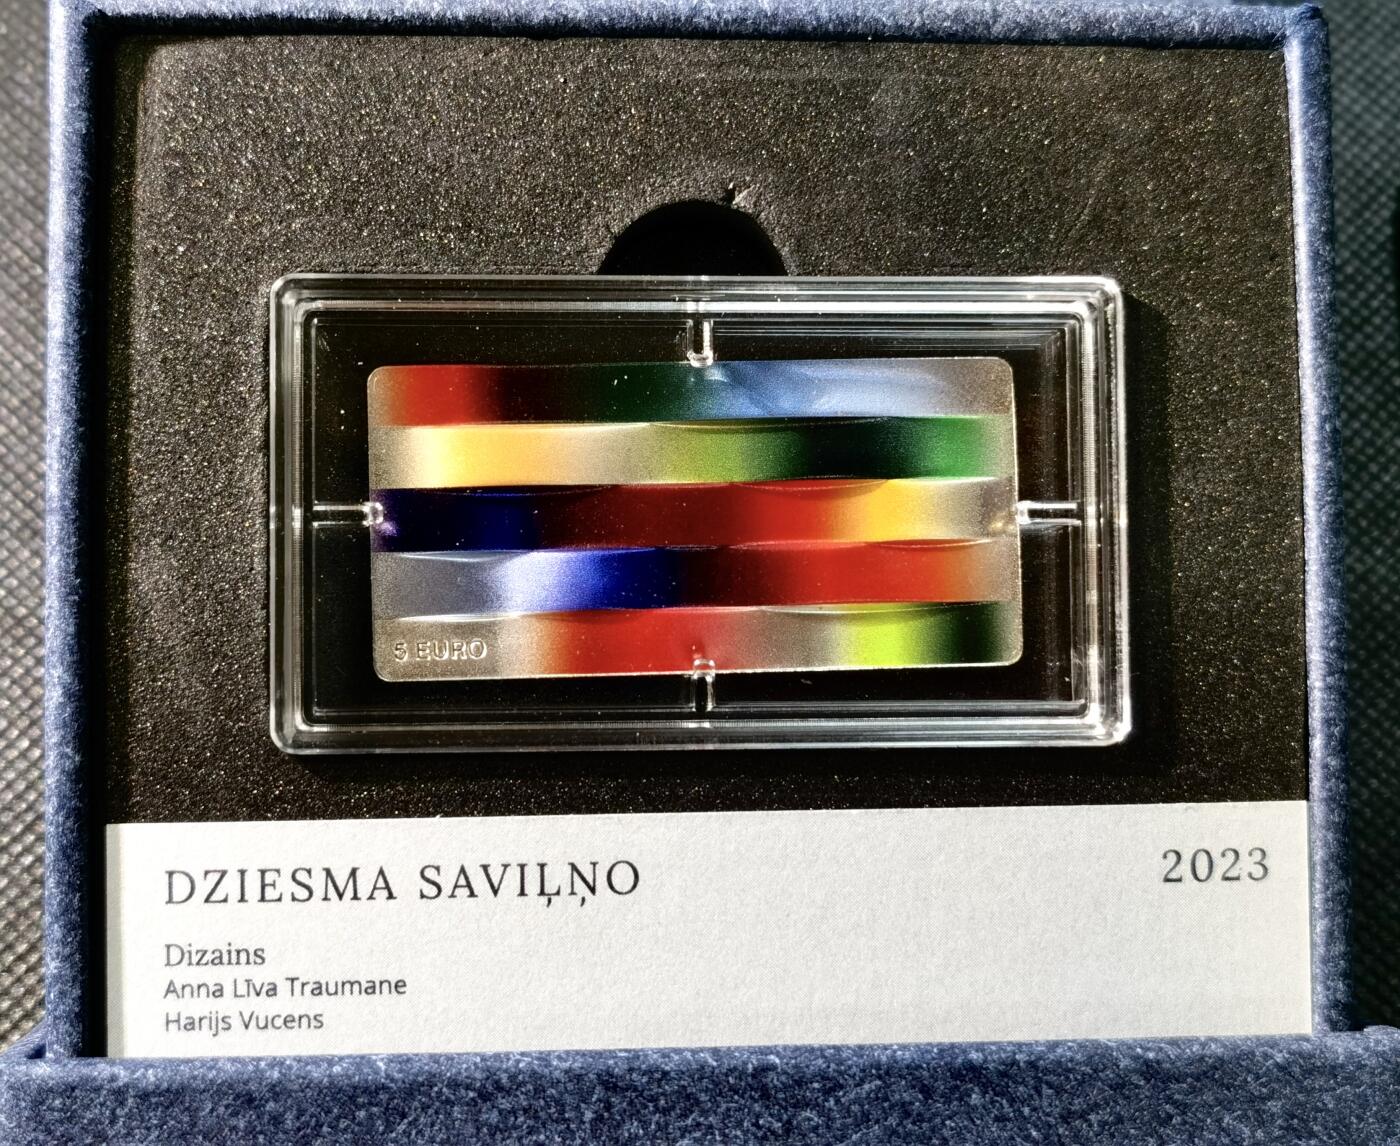 5 EURO
DZIESMA SAVIĻŅO
2023
Dizains
Anna Līva Traumane
Harijs Vucens